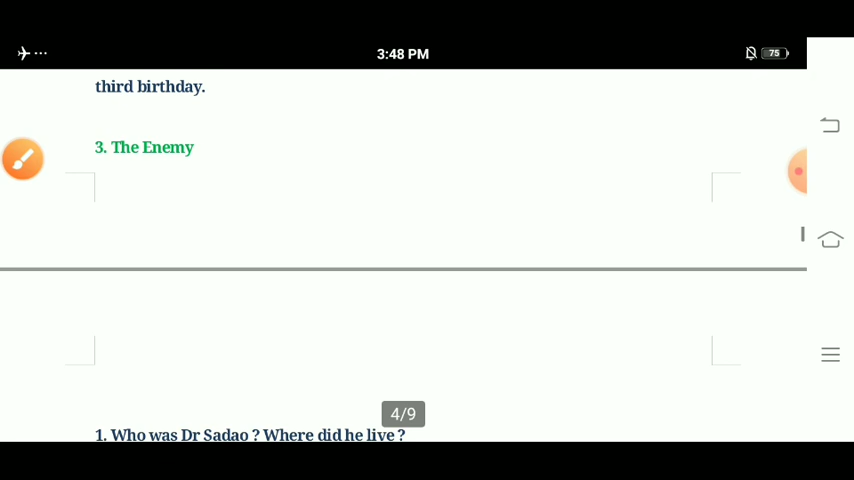 3:48 PM
75
third birthday.
3. The Enemy
4/9
1. Who was Dr Sadao ? Where did he live ?